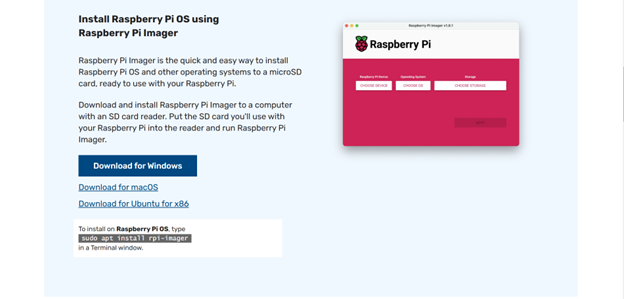 Install Raspberry Pi OS using
Raspberry Pi Imager
Raspberry Pi Imager is the quick and easy way to install
Raspberry Pi OS and other operating systems to a microSD
card, ready to use with your Raspberry Pi.
Download and install Raspberry Pi Imager to a computer
with an SD card reader. Put the SD card you'll use with
your Raspberry Pi into the reader and run Raspberry Pi
Imager.
Download for Windows
Download for macOS
Download for Ubuntu for x86
To install on Raspberry Pi OS, type
sudo apt install rpi-imager
in a Terminal window.
Raspberry Pi Imager v1.8.1
Raspberry Pi
Raspberry Pi Device Operating System Storage
CHOOSE DEVICE CHOOSE OS CHOOSE STORAGE